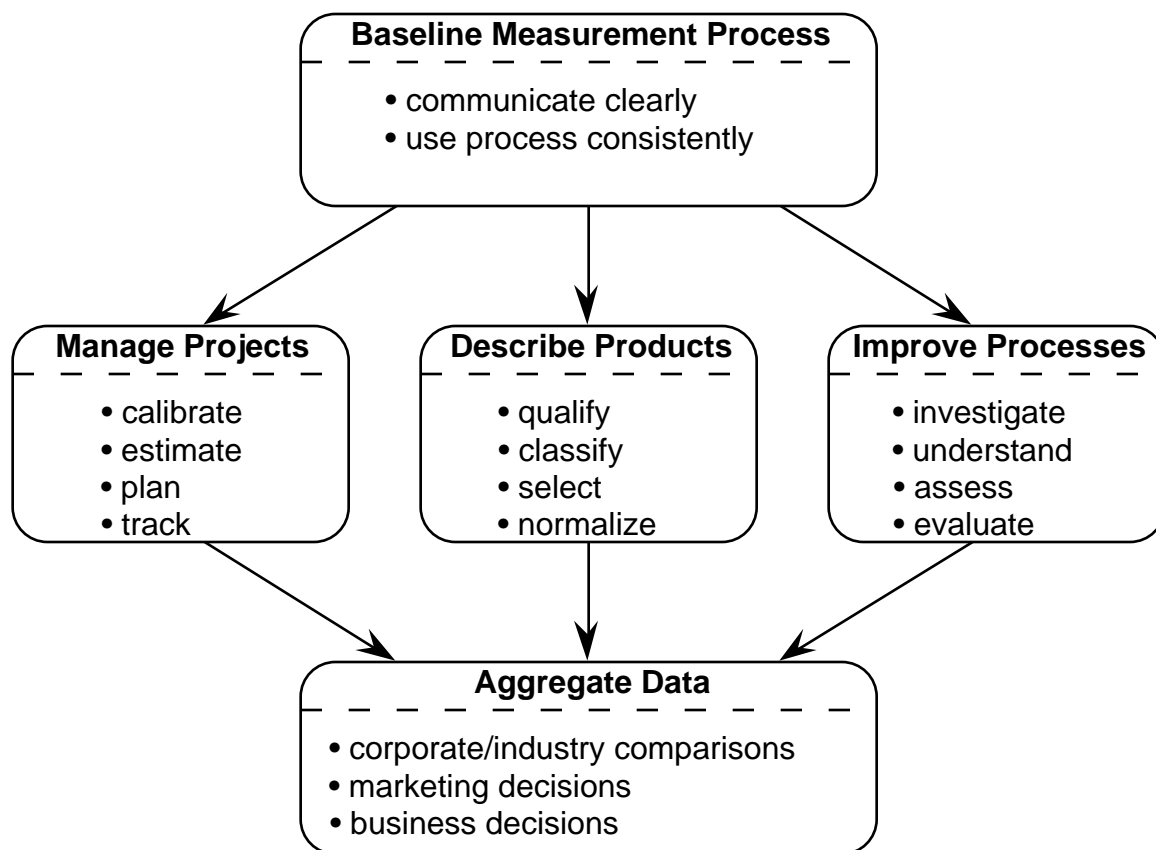 Baseline Measurement Process
• communicate clearly
• use process consistently
Manage Projects
• calibrate
• estimate
• plan
• track
Describe Products
• qualify
• classify
• select
• normalize
Improve Processes
• investigate
• understand
• assess
• evaluate
Aggregate Data
• corporate/industry comparisons
• marketing decisions
• business decisions